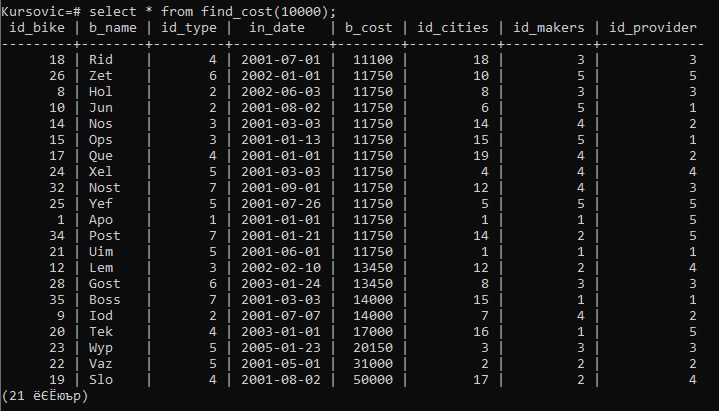 Kursovic=# select * from find_cost(10000);
 id_bike | b_name | id_type |  in_date   | b_cost | id_cities | id_makers | id_provider
---------+--------+---------+------------+--------+-----------+-----------+-------------
      18 | Rid    |       4 | 2001-07-01 |  11100 |        18 |         3 |           3
      26 | Zet    |       6 | 2002-01-01 |  11750 |        10 |         5 |           5
       8 | Hol    |       2 | 2002-06-03 |  11750 |         8 |         3 |           3
      10 | Jun    |       2 | 2001-08-02 |  11750 |         6 |         5 |           1
      14 | Nos    |       3 | 2001-03-03 |  11750 |        14 |         4 |           2
      15 | Ops    |       3 | 2001-01-13 |  11750 |        15 |         5 |           1
      17 | Que    |       4 | 2001-01-01 |  11750 |        19 |         4 |           2
      24 | Xel    |       5 | 2001-03-03 |  11750 |         4 |         4 |           4
      32 | Nost   |       7 | 2001-09-01 |  11750 |        12 |         4 |           3
      25 | Yef    |       5 | 2001-07-26 |  11750 |         5 |         5 |           5
       1 | Apo    |       1 | 2001-01-01 |  11750 |         1 |         1 |           5
      34 | Post   |       7 | 2001-01-21 |  11750 |        14 |         2 |           5
      21 | Uim    |       5 | 2001-06-01 |  11750 |         1 |         1 |           1
      12 | Lem    |       3 | 2002-02-10 |  13450 |        12 |         2 |           4
      28 | Gost   |       6 | 2003-01-24 |  13450 |         8 |         3 |           3
      35 | Boss   |       7 | 2001-03-03 |  14000 |        15 |         1 |           1
       9 | Iod    |       2 | 2001-07-07 |  14000 |         7 |         4 |           2
      20 | Tek    |       4 | 2003-01-01 |  17000 |        16 |         1 |           5
      23 | Wyp    |       5 | 2005-01-23 |  20150 |         3 |         3 |           3
      22 | Vaz    |       5 | 2001-05-01 |  31000 |         2 |         2 |           2
      19 | Slo    |       4 | 2001-08-02 |  50000 |        17 |         2 |           4
(21 ёЄЁюър)